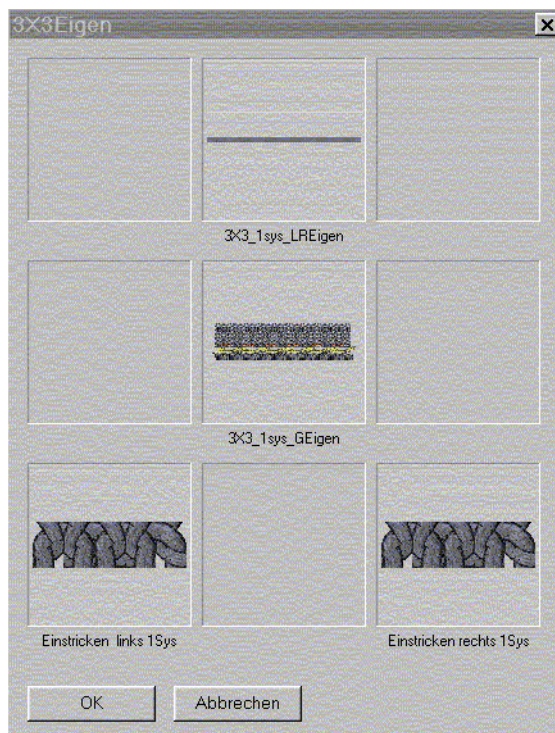 3X3Eigen
3X3_1sys_LREigen
3X3_1sys_GEigen
Einstricken links 1Sys
Einstricken rechts 1Sys
OK
Abbrechen